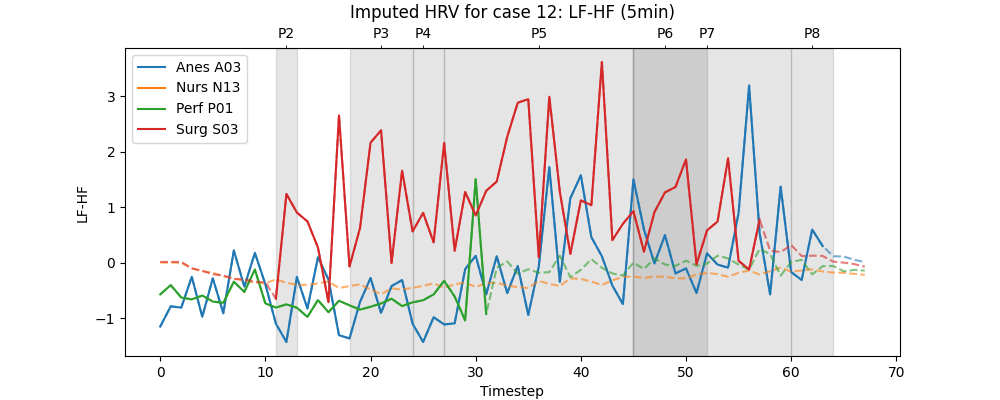 Imputed HRV for case 12: LF-HF (5min)
P2 P3 P4 P5 P6 P7 P8
Anes A03
Nurs N13
Perf P01
Surg S03
LF-HF
3
2
1
0
−1
0 10 20 30 40 50 60 70
Timestep